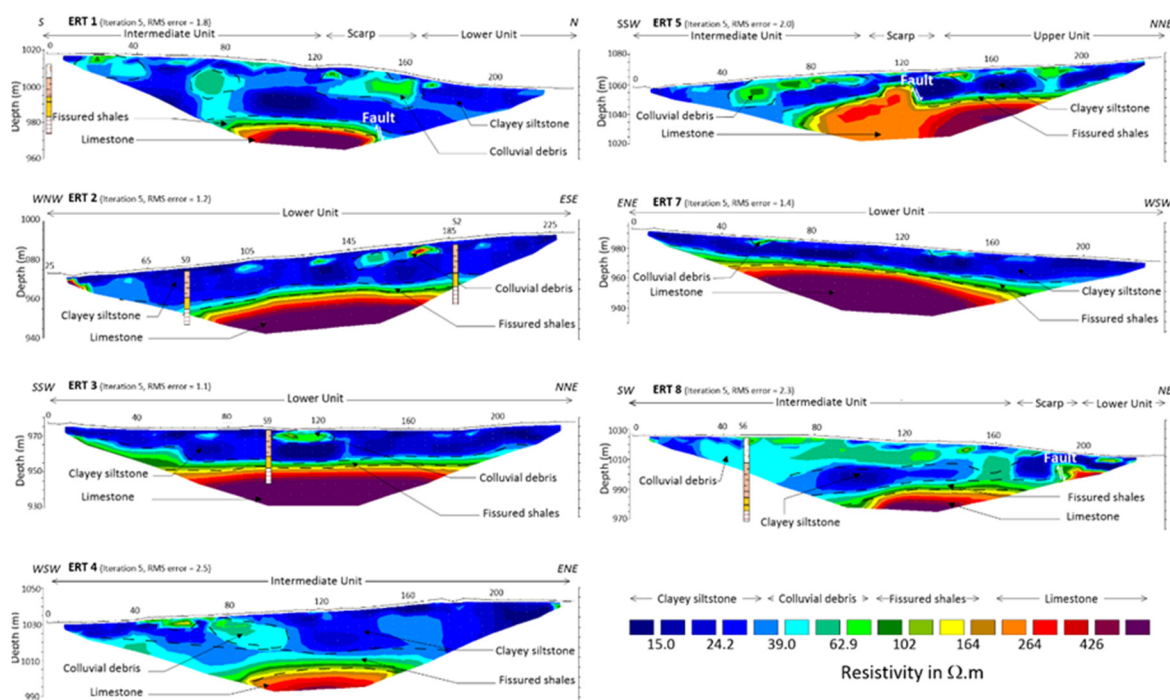 S ERT 1 (Iteration 5, RMS error = 1.8) N
Intermediate Unit Scarp Lower Unit
0 40 80 120 160 200
1020
1000
980
960
Depth (m)
Fissured shales
Limestone
Fault
Clayey siltstone
Colluvial debris
WNW ERT 2 (Iteration 5, RMS error = 1.2) ESE
Lower Unit
25 65 59 105 145 185 52 225
1000
980
960
940
Depth (m)
Clayey siltstone
Limestone
Colluvial debris
Fissured shales
SSW ERT 3 (Iteration 5, RMS error = 1.1) NNE
Lower Unit
0 40 80 59 120 160 200
970
950
930
Depth (m)
Clayey siltstone
Limestone
Colluvial debris
Fissured shales
WSW ERT 4 (Iteration 5, RMS error = 2.5) ENE
Intermediate Unit
0 40 80 120 160 200
1050
1030
1010
990
Depth (m)
Colluvial debris
Limestone
Clayey siltstone
Fissured shales
SSW ERT 5 (Iteration 5, RMS error = 2.0) NNE
Intermediate Unit Scarp Upper Unit
0 40 80 120 160 200
1080
1060
1040
1020
Depth (m)
Colluvial debris
Limestone
Fault
Clayey siltstone
Fissured shales
ENE ERT 7 (Iteration 5, RMS error = 1.4) WSW
Lower Unit
0 40 80 120 160 200
980
960
940
Depth (m)
Colluvial debris
Limestone
Clayey siltstone
Fissured shales
SW ERT 8 (Iteration 5, RMS error = 2.3) NE
Intermediate Unit Scarp Lower Unit
0 40 56 80 120 160 200
1030
1010
990
970
Depth (m)
Colluvial debris
Clayey siltstone
Fault
Fissured shales
Limestone
Clayey siltstone Colluvial debris Fissured shales Limestone
15.0 24.2 39.0 62.9 102 164 264 426
Resistivity in Ω.m